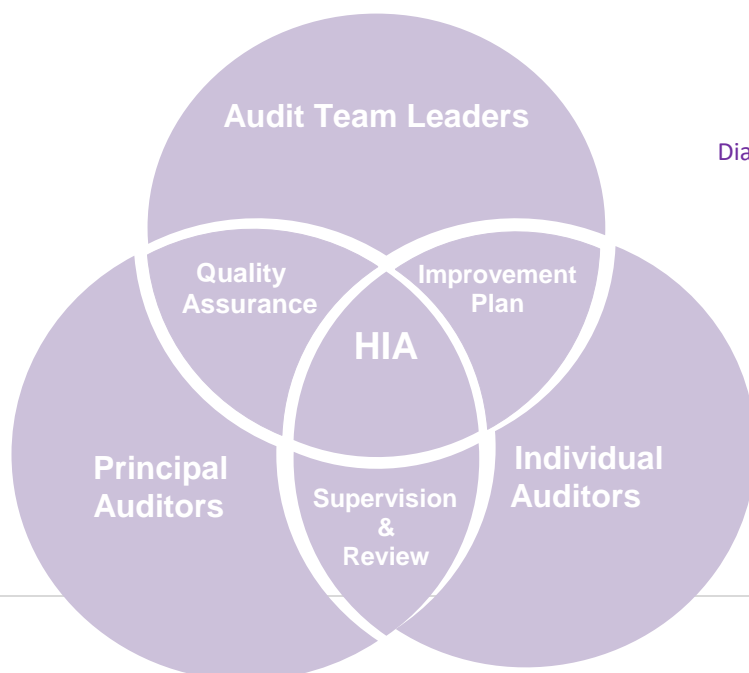 Audit Team Leaders
Dia
Quality
Assurance
Improvement
Plan
HIA
Principal
Auditors
Individual
Auditors
Supervision
&
Review